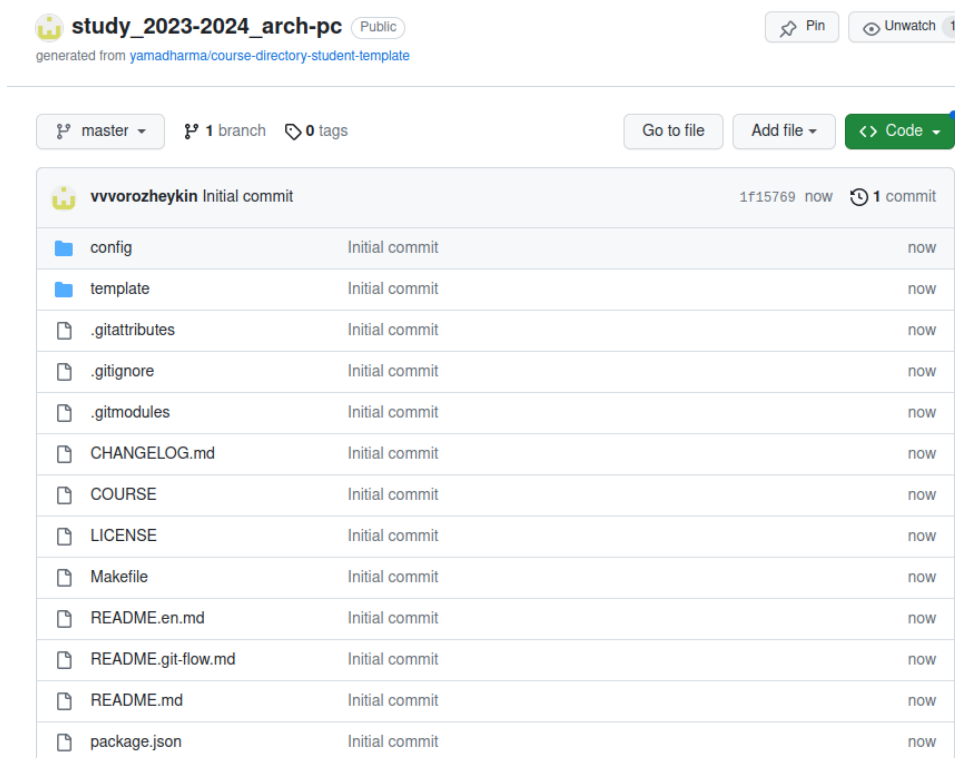 study_2023-2024_arch-pc Public Pin Unwatch 1
generated from yamadharma/course-directory-student-template
master 1 branch 0 tags Go to file Add file Code
vvvorozheykin Initial commit 1f15769 now 1 commit
config Initial commit now
template Initial commit now
.gitattributes Initial commit now
.gitignore Initial commit now
.gitmodules Initial commit now
CHANGELOG.md Initial commit now
COURSE Initial commit now
LICENSE Initial commit now
Makefile Initial commit now
README.en.md Initial commit now
README.git-flow.md Initial commit now
README.md Initial commit now
package.json Initial commit now